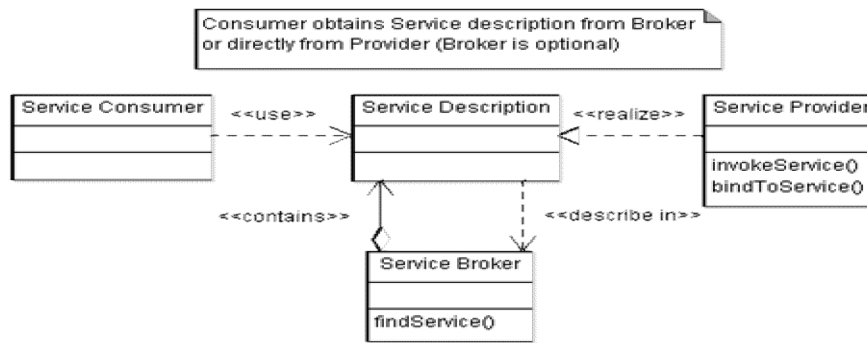 Consumer obtains Service description from Broker
or directly from Provider (Broker is optional)
Service Consumer
<<use>>
Service Description
<<realize>>
Service Provider
invokeService()
bindToService()
<<contains>>
<<describe in>>
Service Broker
findService()